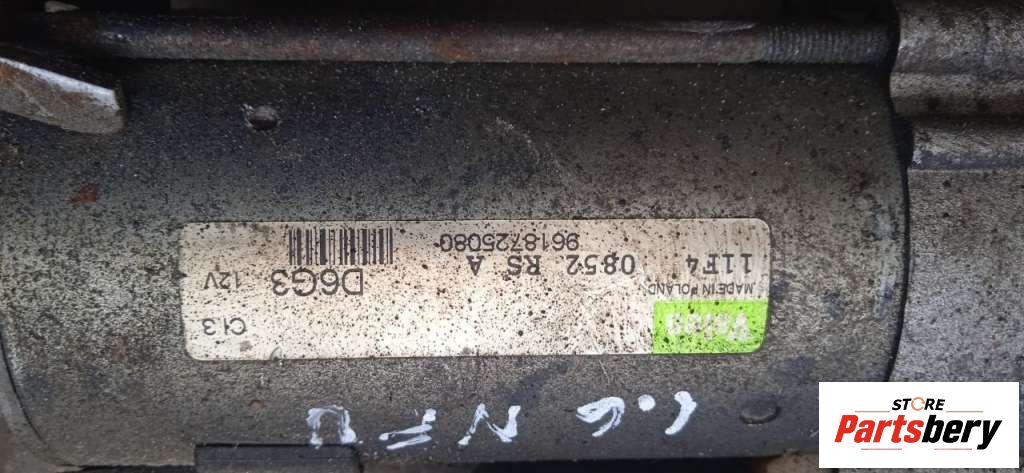 Valeo
MADE IN POLAND
11F4 0852 RS A
9618725080
C13
12V D6G3
1.6 NFU
STORE
Partsbery